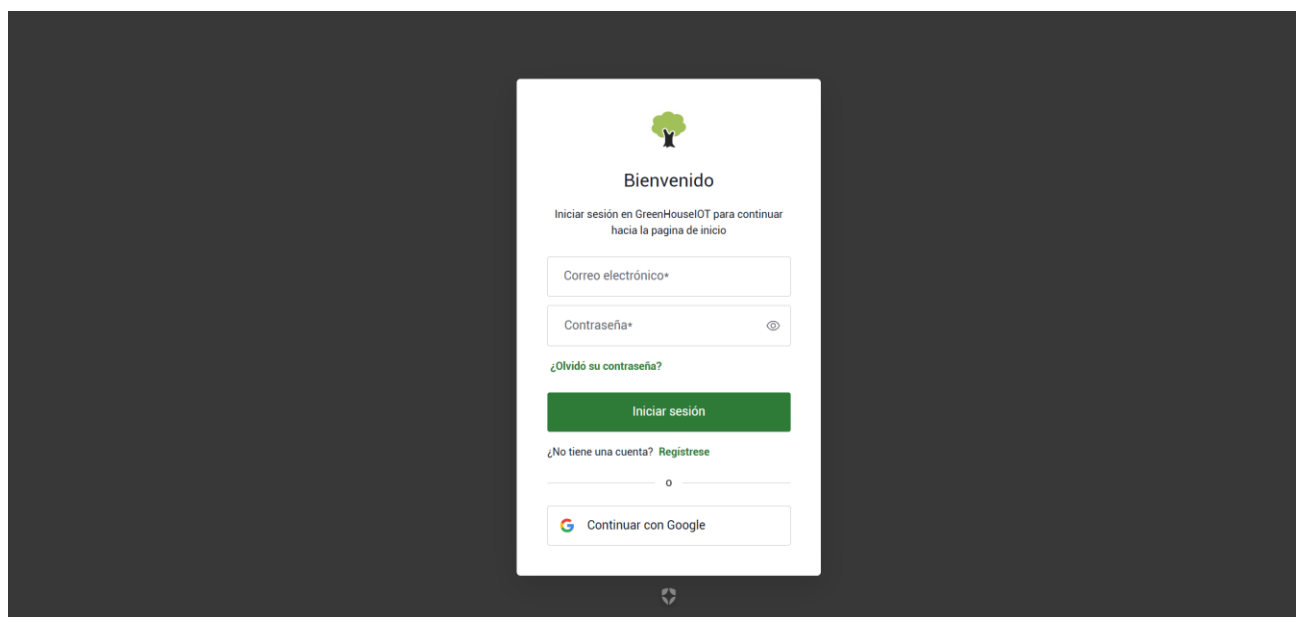 Bienvenido
Iniciar sesión en GreenHouseIOT para continuar
hacia la pagina de inicio
Correo electrónico*
Contraseña*
¿Olvidó su contraseña?
Iniciar sesión
¿No tiene una cuenta? Regístrese
o
Continuar con Google